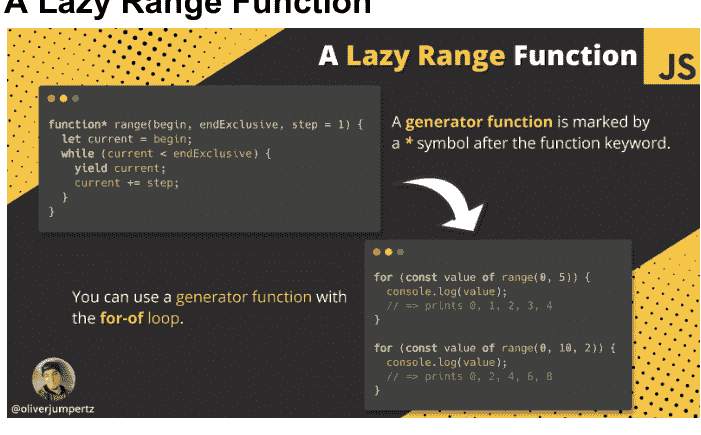 A Lazy Range Function
A Lazy Range Function
JS
function* range(begin, endExclusive, step = 1) {
let current = begin;
while (current < endExclusive) {
yield current;
current += step;
}
}
A generator function is marked by
a * symbol after the function keyword.
You can use a generator function with
the for-of loop.
for (const value of range(0, 5)) {
console.log(value);
// => prints 0, 1, 2, 3, 4
}
for (const value of range(0, 10, 2)) {
console.log(value);
// => prints 0, 2, 4, 6, 8
}
@oliverjumpertz